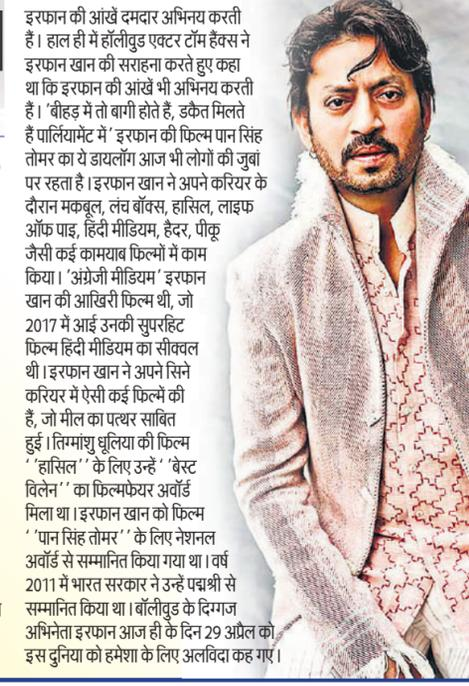 इरफान की आंखें दमदार अभिनय करती
हैं। हाल ही में हॉलीवुड एक्टर टॉम हैंक्स ने
इरफान खान की सराहना करते हुए कहा
था कि इरफान की आंखें भी अभिनय करती
हैं। 'बीहड़ में तो बागी होते हैं, डकैत मिलते
हैं पार्लियामेंट में' इरफान की फिल्म पान सिंह
तोमर का ये डायलॉग आज भी लोगों की जुबां
पर रहता है। इरफान खान ने अपने करियर के
दौरान मकबूल, लंच बॉक्स, हासिल, लाइफ
ऑफ पाइ, हिंदी मीडियम, हैदर, पीकू
जैसी कई कामयाब फिल्मों में काम
किया। 'अंग्रेजी मीडियम' इरफान
खान की आखिरी फिल्म थी, जो
2017 में आई उनकी सुपरहिट
फिल्म हिंदी मीडियम का सीक्वल
थी। इरफान खान ने अपने सिने
करियर में ऐसी कई फिल्में की
हैं, जो मील का पत्थर साबित
हुई। तिग्मांशु धूलिया की फिल्म
‘ ‘हासिल’ ’ के लिए उन्हें ‘ ‘बेस्ट
विलेन’ ’ का फिल्मफेयर अवॉर्ड
मिला था। इरफान खान को फिल्म
‘ ‘पान सिंह तोमर’ ’ के लिए नेशनल
अवॉर्ड से सम्मानित किया गया था। वर्ष
2011 में भारत सरकार ने उन्हें पद्मश्री से
सम्मानित किया था। बॉलीवुड के दिग्गज
अभिनेता इरफान आज ही के दिन 29 अप्रैल को
इस दुनिया को हमेशा के लिए अलविदा कह गए।